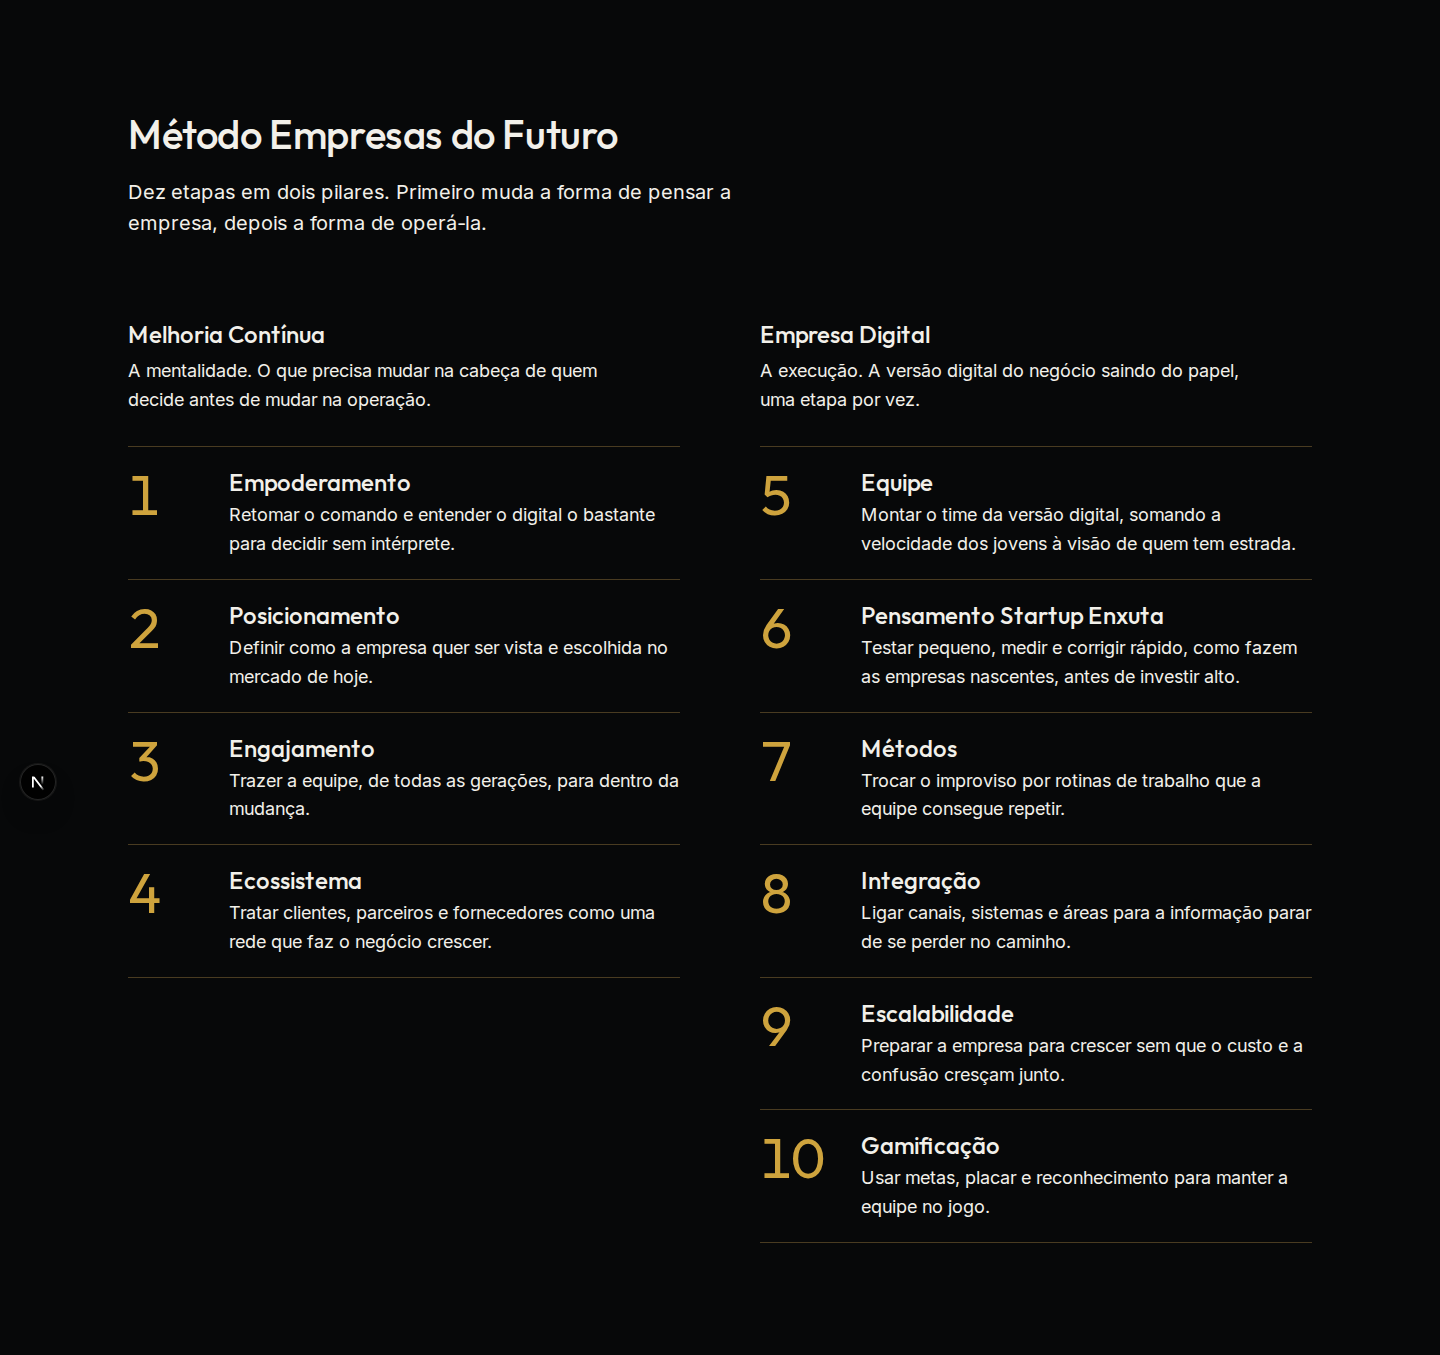 Método Empresas do Futuro
Dez etapas em dois pilares. Primeiro muda a forma de pensar a
empresa, depois a forma de operá-la.
Melhoria Contínua
A mentalidade. O que precisa mudar na cabeça de quem
decide antes de mudar na operação.
1
Empoderamento
Retomar o comando e entender o digital o bastante
para decidir sem intérprete.
2
Posicionamento
Definir como a empresa quer ser vista e escolhida no
mercado de hoje.
3
Engajamento
Trazer a equipe, de todas as gerações, para dentro da
mudança.
4
Ecossistema
Tratar clientes, parceiros e fornecedores como uma
rede que faz o negócio crescer.
Empresa Digital
A execução. A versão digital do negócio saindo do papel,
uma etapa por vez.
5
Equipe
Montar o time da versão digital, somando a
velocidade dos jovens à visão de quem tem estrada.
6
Pensamento Startup Enxuta
Testar pequeno, medir e corrigir rápido, como fazem
as empresas nascentes, antes de investir alto.
7
Métodos
Trocar o improviso por rotinas de trabalho que a
equipe consegue repetir.
8
Integração
Ligar canais, sistemas e áreas para a informação parar
de se perder no caminho.
9
Escalabilidade
Preparar a empresa para crescer sem que o custo e a
confusão cresçam junto.
10
Gamificação
Usar metas, placar e reconhecimento para manter a
equipe no jogo.
N